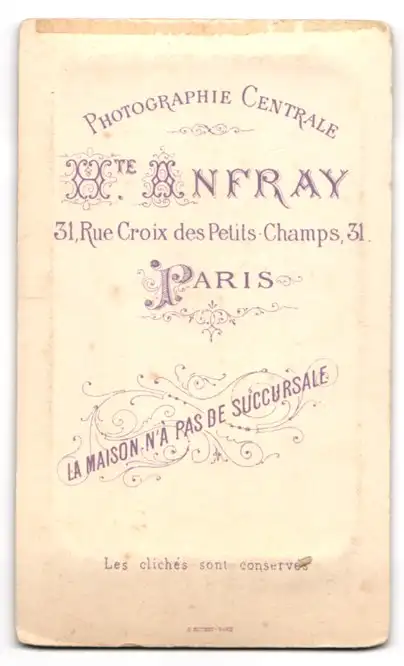 PHOTOGRAPHIE CENTRALE
HTE ANFRAY
31, Rue Croix des Petits-Champs, 31.
PARIS
LA MAISON N'A PAS DE SUCCURSALE
Les clichés sont conservés